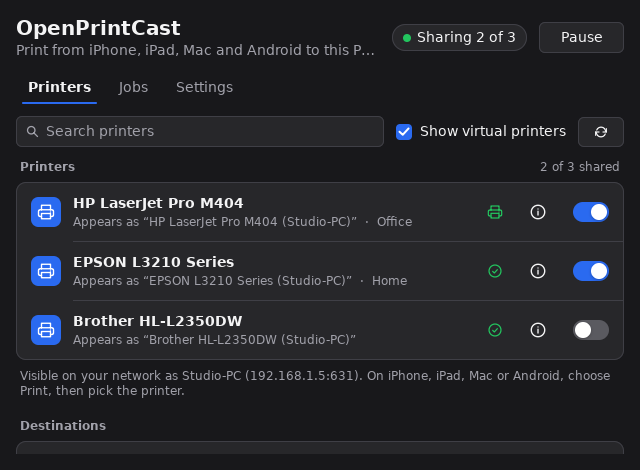 OpenPrintCast
Print from iPhone, iPad, Mac and Android to this P…
Sharing 2 of 3
Pause
Printers
Jobs
Settings
Search printers
Show virtual printers
Printers
2 of 3 shared
HP LaserJet Pro M404
Appears as “HP LaserJet Pro M404 (Studio-PC)” · Office
EPSON L3210 Series
Appears as “EPSON L3210 Series (Studio-PC)” · Home
Brother HL-L2350DW
Appears as “Brother HL-L2350DW (Studio-PC)”
Visible on your network as Studio-PC (192.168.1.5:631). On iPhone, iPad, Mac or Android, choose
Print, then pick the printer.
Destinations